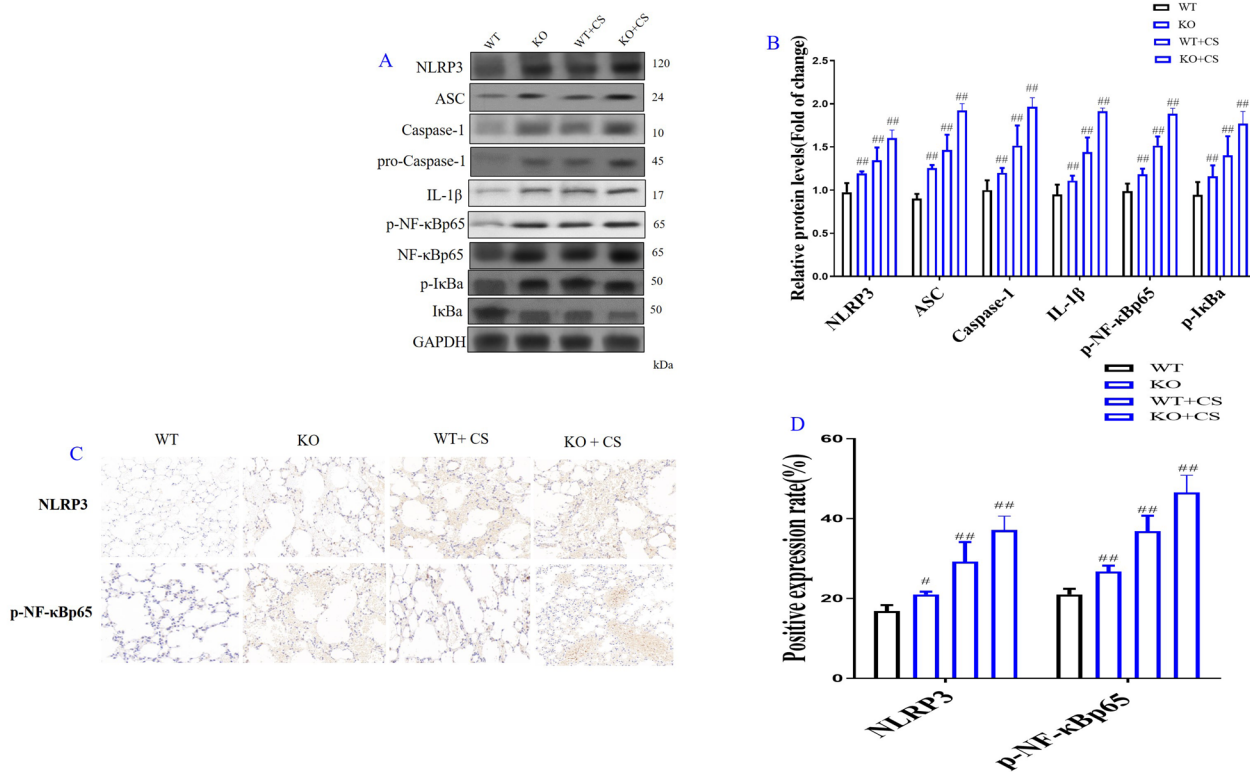 A
WT KO WT+CS KO+CS
NLRP3 120
ASC 24
Caspase-1 10
pro-Caspase-1 45
IL-1β 17
p-NF-κBp65 65
NF-κBp65 65
p-IκBa 50
IκBa 50
GAPDH
kDa
B
WT
KO
WT+CS
KO+CS
Relative protein levels(Fold of change)
2.5
2.0
1.5
1.0
0.5
0.0
## ## ##
## ## ##
## ## ##
## ## ##
## ## ##
## ## ##
NLRP3 ASC Caspase-1 IL-1β p-NF-κBp65 p-IκBa
C
WT KO WT+ CS KO + CS
NLRP3
p-NF-κBp65
D
WT
KO
WT+CS
KO+CS
Positive expression rate(%)
60
40
20
0
# ## ##
## ## ##
NLRP3 p-NF-κBp65